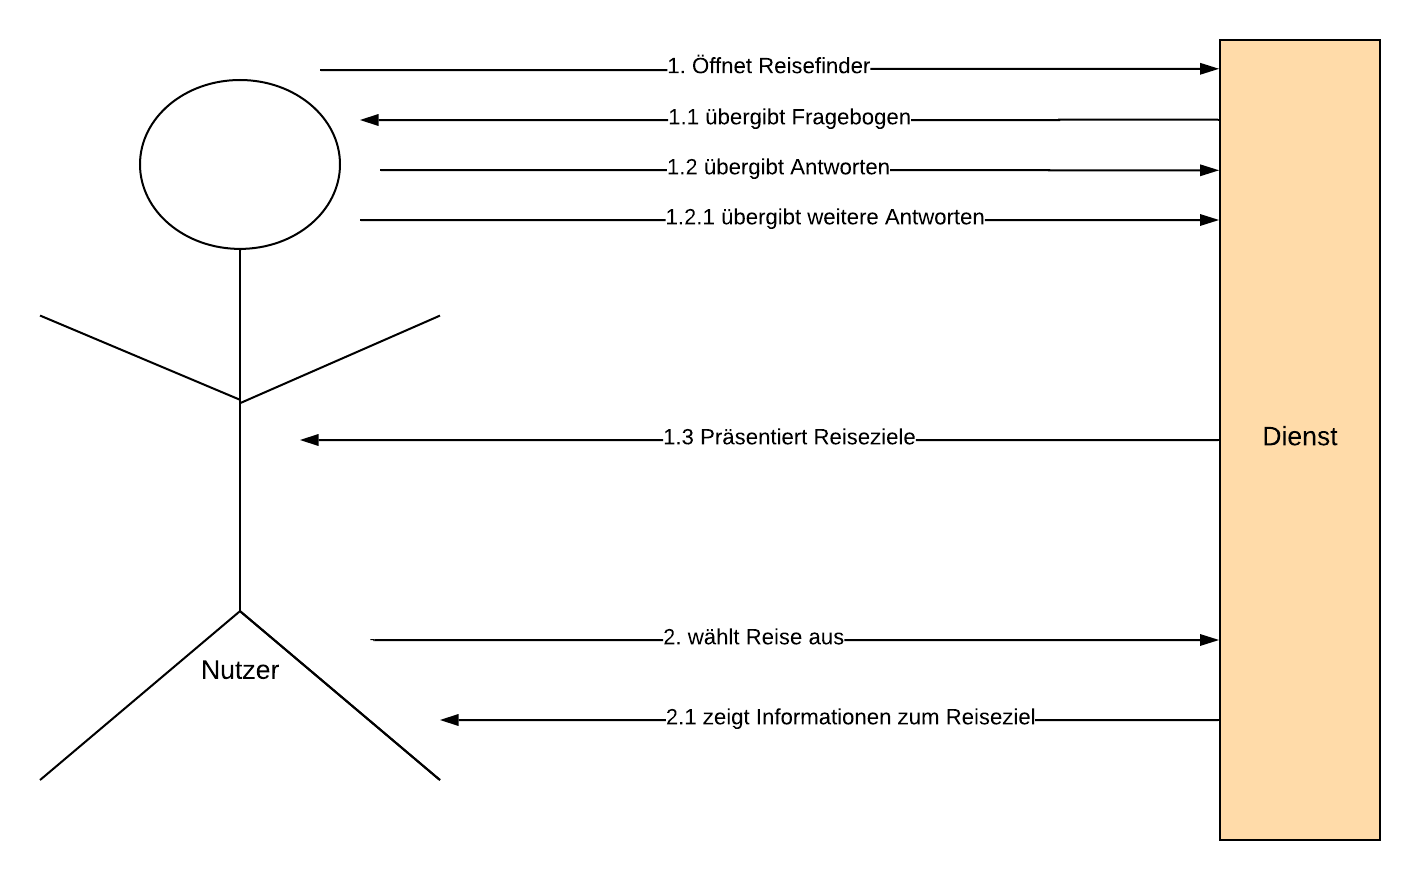 1. Öffnet Reisefinder
1.1 übergibt Fragebogen
1.2 übergibt Antworten
1.2.1 übergibt weitere Antworten
1.3 Präsentiert Reiseziele
Dienst
2. wählt Reise aus
Nutzer
2.1 zeigt Informationen zum Reiseziel